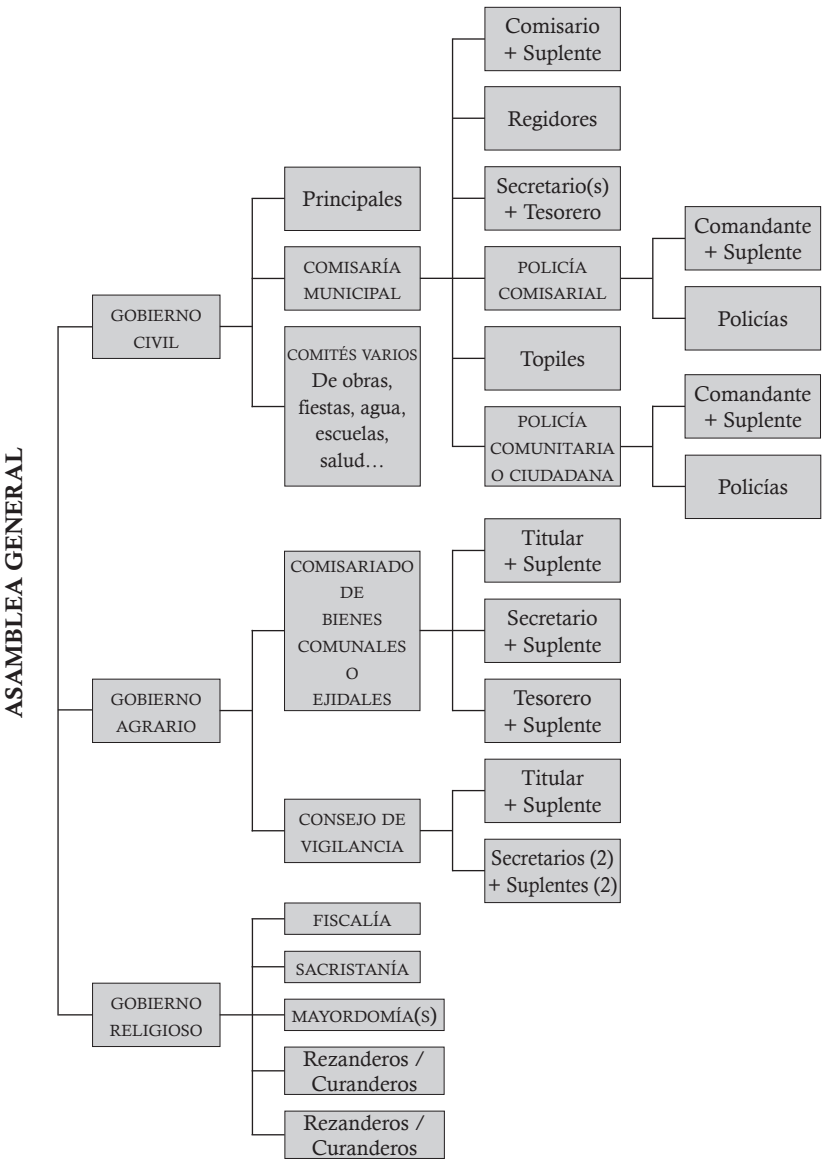 ASAMBLEA GENERAL
GOBIERNO
CIVIL
Principales
COMISARÍA
MUNICIPAL
Comisario
+ Suplente
Regidores
Secretario(s)
+ Tesorero
POLICÍA
COMISARIAL
Comandante
+ Suplente
Policías
Topiles
POLICÍA
COMUNITARIA
O CIUDADANA
Comandante
+ Suplente
Policías
COMITÉS VARIOS
De obras,
fiestas, agua,
escuelas,
salud…
GOBIERNO
AGRARIO
COMISARIADO
DE
BIENES
COMUNALES
O
EJIDALES
Titular
+ Suplente
Secretario
+ Suplente
Tesorero
+ Suplente
CONSEJO DE
VIGILANCIA
Titular
+ Suplente
Secretarios (2)
+ Suplentes (2)
GOBIERNO
RELIGIOSO
FISCALÍA
SACRISTANÍA
MAYORDOMÍA(S)
Rezanderos /
Curanderos
Rezanderos /
Curanderos